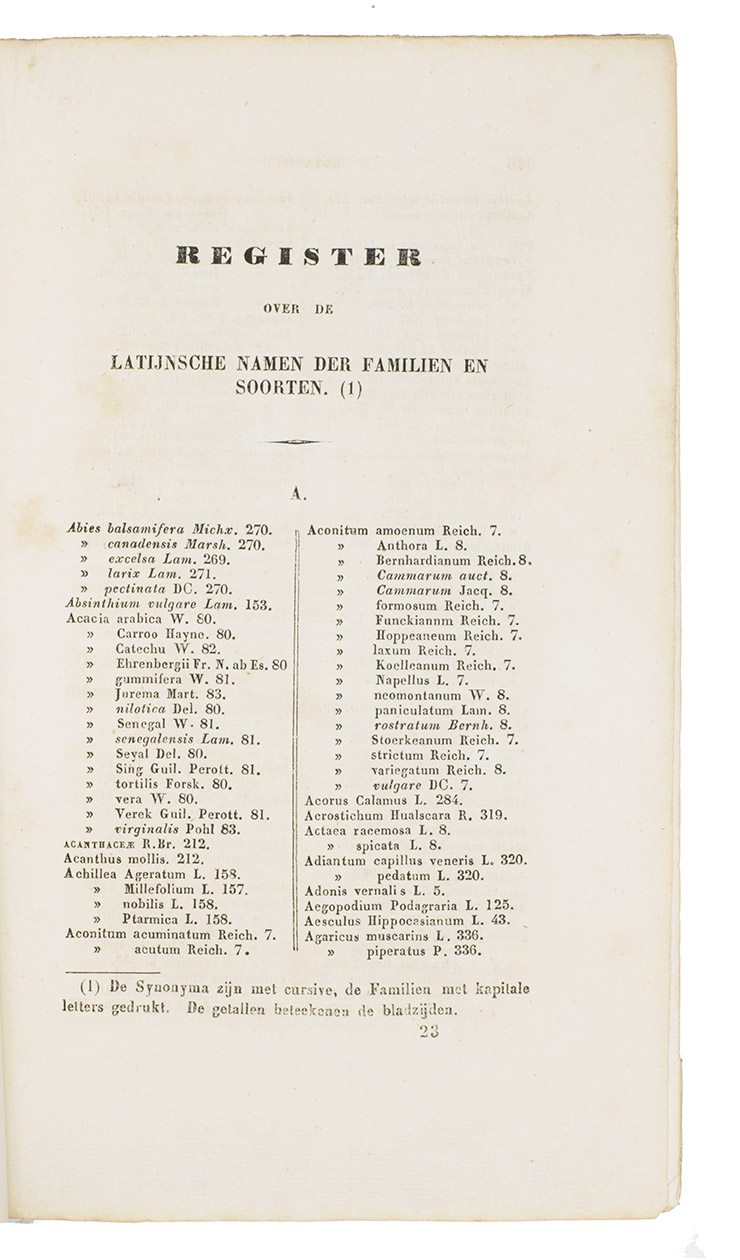 REGISTER
OVER DE
LATIJNSCHE NAMEN DER FAMILIEN EN
SOORTEN. (1)
A.
Abies balsamifera Michx. 270.
» canadensis Marsh. 270.
» excelsa Lam. 269.
» larix Lam. 271.
» pectinata DC. 270.
Absinthium vulgare Lam. 153.
Acacia arabica W. 80.
» Carroo Hayne. 80.
» Catechu W. 82.
» Ehrenbergii Fr. N. ab Es. 80
» gummifera W. 81.
» Jurema Mart. 83.
» nilotica Del. 80.
» Senegal W. 81.
» senegalensis Lam. 81.
» Seyal Del. 80.
» Sing Guil. Perott. 81.
» tortilis Forsk. 80.
» vera W. 80.
» Verek Guil. Perott. 81.
» virginalis Pohl 83.
ACANTHACEÆ R.Br. 212.
Acanthus mollis. 212.
Achillea Ageratum L. 158.
» Millefolium L. 157.
» nobilis L. 158.
» Ptarmica L. 158.
Aconitum acuminatum Reich. 7.
» acutum Reich. 7.
Aconitum amoenum Reich. 7.
» Anthora L. 8.
» Bernhardianum Reich. 8.
» Cammarum auct. 8.
» Cammarum Jacq. 8.
» formosum Reich. 7.
» Funckiannm Reich. 7.
» Hoppeaneum Reich. 7.
» laxum Reich. 7.
» Koelleanum Reich. 7.
» Napellus L. 7.
» neomontanum W. 8.
» paniculatum Lam. 8.
» rostratum Bernh. 8.
» Stoerkeanum Reich. 7.
» strictum Reich. 7.
» variegatum Reich. 8.
» vulgare DC. 7.
Acorus Calamus L. 284.
Acrostichum Hualscara R. 319.
Actaea racemosa L. 8.
» spicata L. 8.
Adiantum capillus veneris L. 320.
» pedatum L. 320.
Adonis vernalis L. 5.
Aegopodium Podagraria L. 125.
Aesculus Hippocasianum L. 43.
Agaricus muscarins L. 336.
» piperatus P. 336.
(1) De Synonyma zijn met cursive, de Familien met kapitale
letters gedrukt. De getallen beteekenen de bladzijden.
23